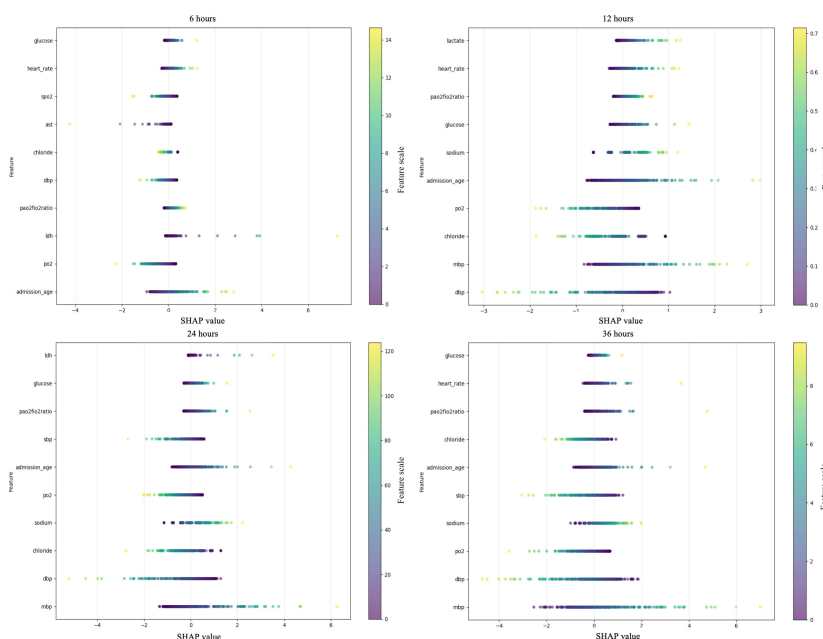 6 hours
glucose
heart_rate
spo2
ast
chloride
dbp
pao2fio2ratio
ldh
po2
admission_age
Feature
−4 −2 0 2 4 6
SHAP value
14
12
10
8
6
4
2
0
Feature scale
12 hours
lactate
heart_rate
pao2fio2ratio
glucose
sodium
admission_age
po2
chloride
mbp
dbp
Feature
−3 −2 −1 0 1 2 3
SHAP value
0.7
0.6
0.5
0.4
0.3
0.2
0.1
0.0
Feature scale
24 hours
ldh
glucose
pao2fio2ratio
sbp
admission_age
po2
sodium
chloride
dbp
mbp
Feature
−4 −2 0 2 4 6
SHAP value
120
100
80
60
40
20
0
Feature scale
36 hours
glucose
heart_rate
pao2fio2ratio
chloride
admission_age
sbp
sodium
po2
dbp
mbp
Feature
−4 −2 0 2 4 6
SHAP value
8
6
4
2
0